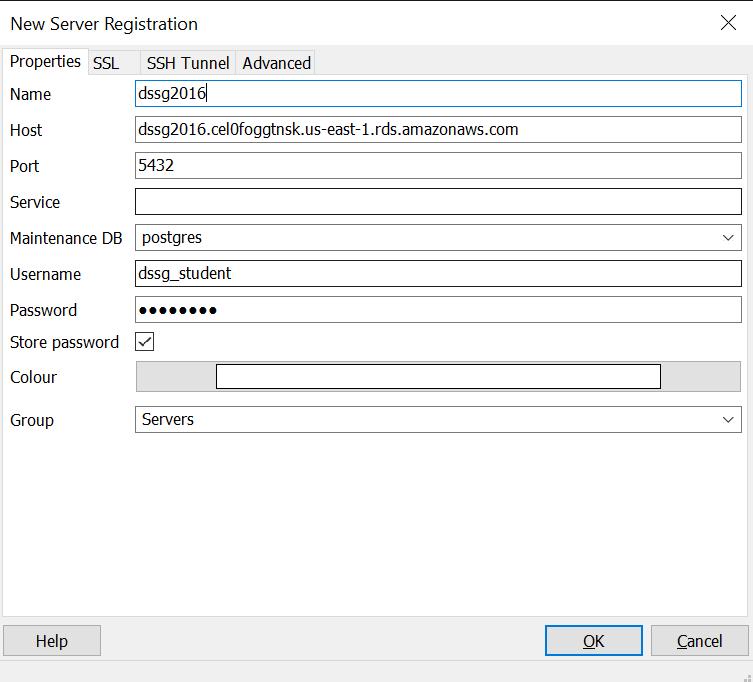 New Server Registration
Properties SSL SSH Tunnel Advanced
Name dssg2016
Host dssg2016.cel0foggtnsk.us-east-1.rds.amazonaws.com
Port 5432
Service
Maintenance DB postgres
Username dssg_student
Password ••••••••
Store password
Colour
Group Servers
Help OK Cancel